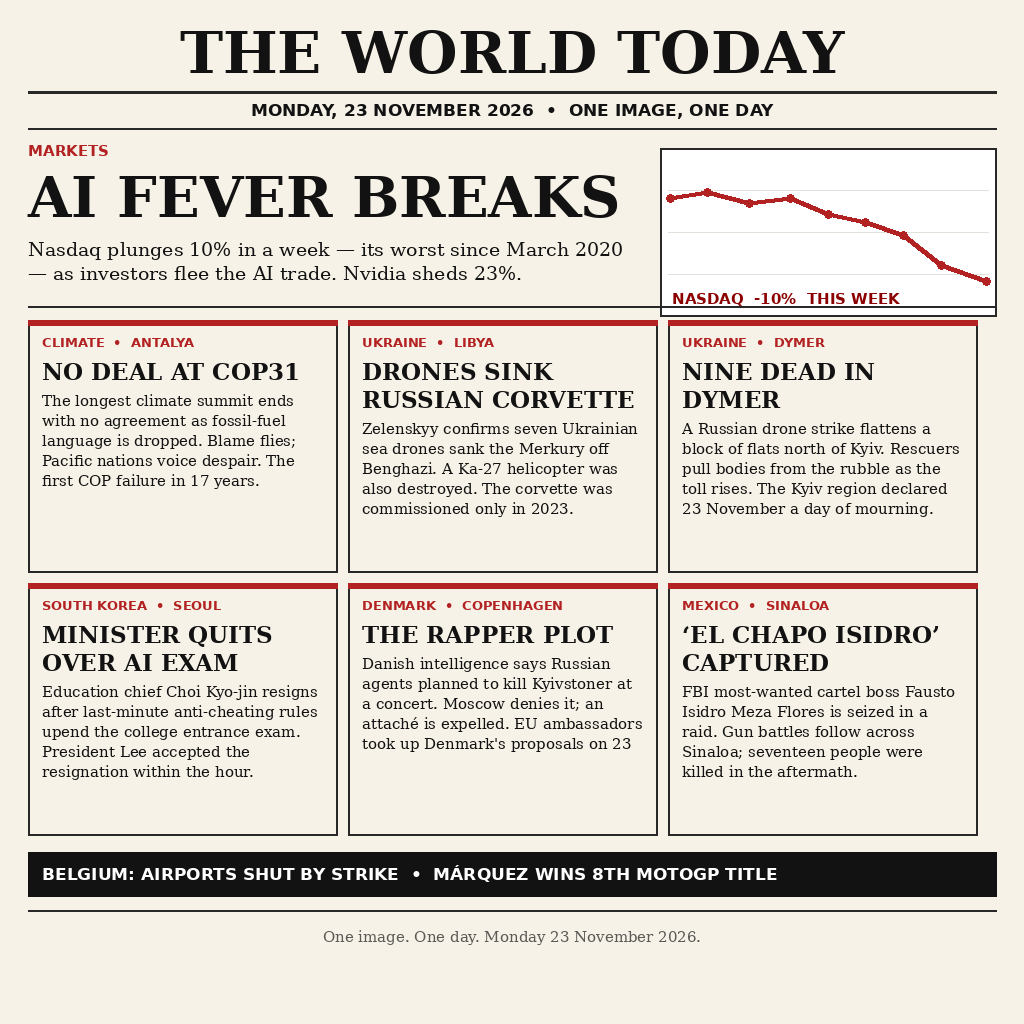 THE WORLD TODAY
MONDAY, 23 NOVEMBER 2026 • ONE IMAGE, ONE DAY
MARKETS
AI FEVER BREAKS
Nasdaq plunges 10% in a week — its worst since March 2020
— as investors flee the AI trade. Nvidia sheds 23%.
NASDAQ -10% THIS WEEK
CLIMATE • ANTALYA
NO DEAL AT COP31
The longest climate summit ends
with no agreement as fossil-fuel
language is dropped. Blame flies;
Pacific nations voice despair. The
first COP failure in 17 years.
UKRAINE • LIBYA
DRONES SINK
RUSSIAN CORVETTE
Zelenskyy confirms seven Ukrainian
sea drones sank the Merkury off
Benghazi. A Ka-27 helicopter was
also destroyed. The corvette was
commissioned only in 2023.
UKRAINE • DYMER
NINE DEAD IN
DYMER
A Russian drone strike flattens a
block of flats north of Kyiv. Rescuers
pull bodies from the rubble as the
toll rises. The Kyiv region declared
23 November a day of mourning.
SOUTH KOREA • SEOUL
MINISTER QUITS
OVER AI EXAM
Education chief Choi Kyo-jin resigns
after last-minute anti-cheating rules
upend the college entrance exam.
President Lee accepted the
resignation within the hour.
DENMARK • COPENHAGEN
THE RAPPER PLOT
Danish intelligence says Russian
agents planned to kill Kyivstoner at
a concert. Moscow denies it; an
attaché is expelled. EU ambassadors
took up Denmark's proposals on 23
MEXICO • SINALOA
‘EL CHAPO ISIDRO’
CAPTURED
FBI most-wanted cartel boss Fausto
Isidro Meza Flores is seized in a
raid. Gun battles follow across
Sinaloa; seventeen people were
killed in the aftermath.
BELGIUM: AIRPORTS SHUT BY STRIKE • MÁRQUEZ WINS 8TH MOTOGP TITLE
One image. One day. Monday 23 November 2026.